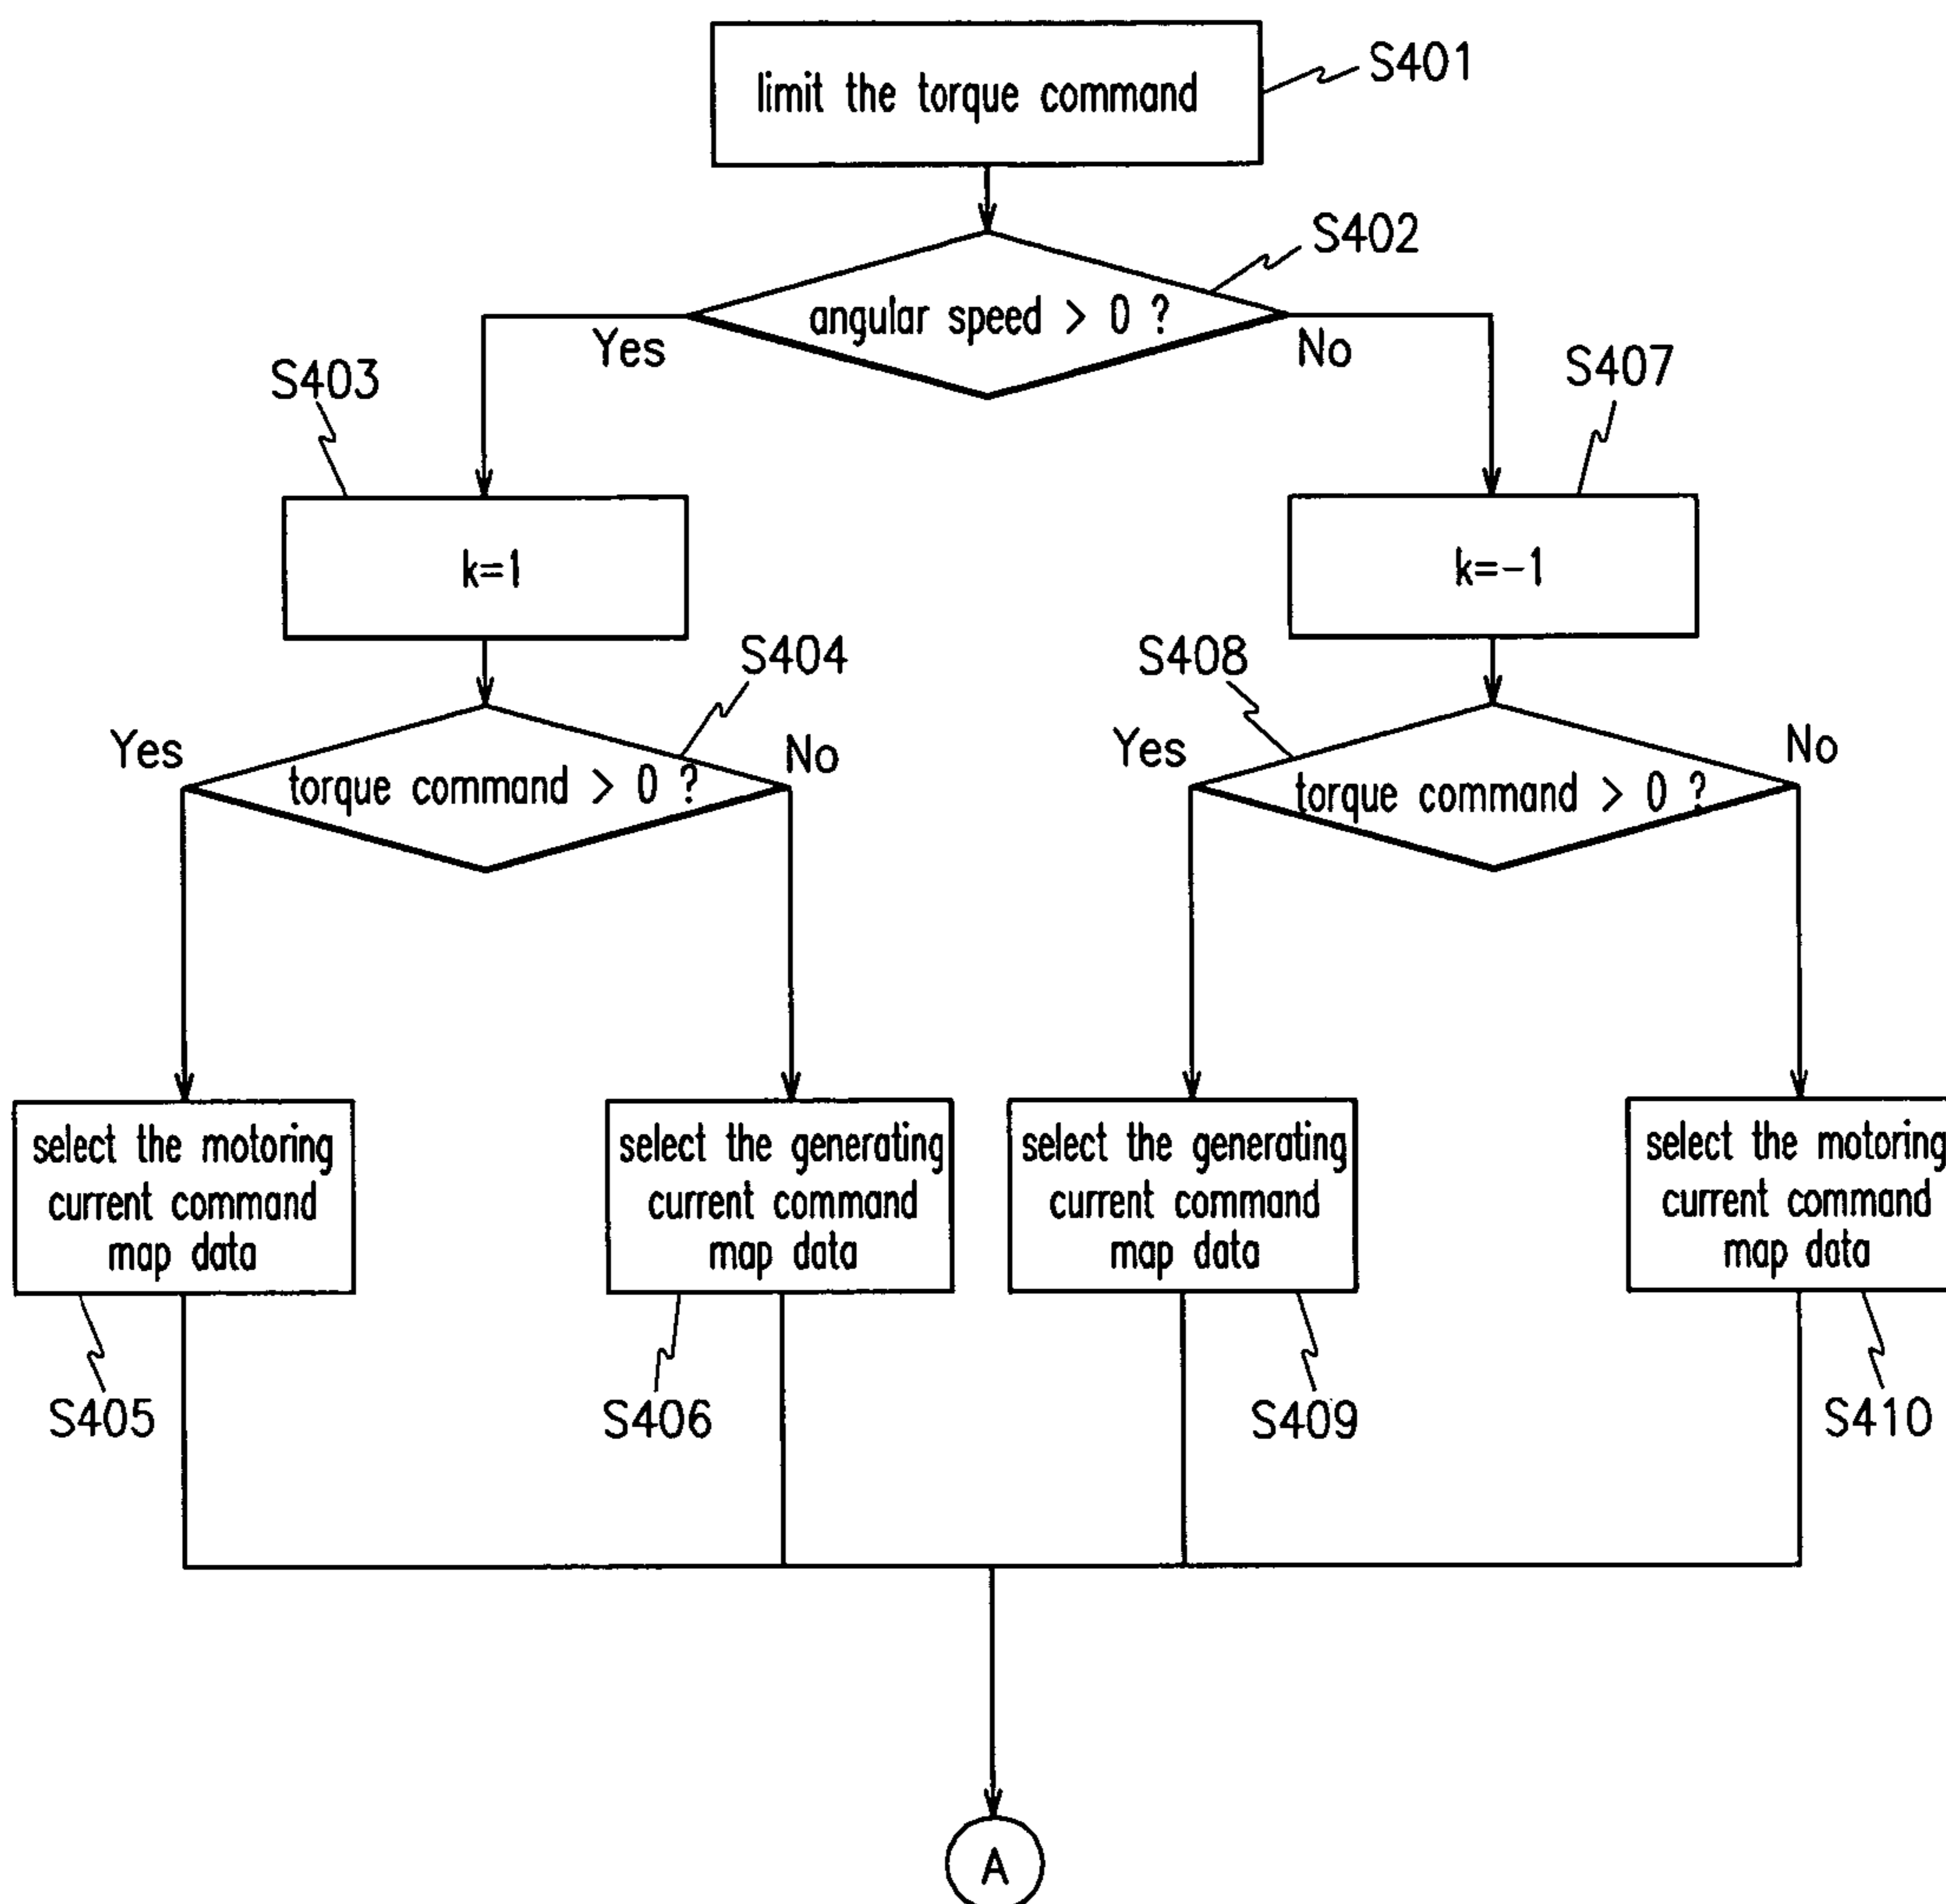 limit the torque command
S401
S402
angular speed > 0 ?
Yes
No
S403
S407
k=1
k=-1
S404
S408
Yes
No
Yes
No
torque command > 0 ?
torque command > 0 ?
select the motoring
current command
map data
select the generating
current command
map data
select the generating
current command
map data
select the motoring
current command
map data
S405
S406
S409
S410
A